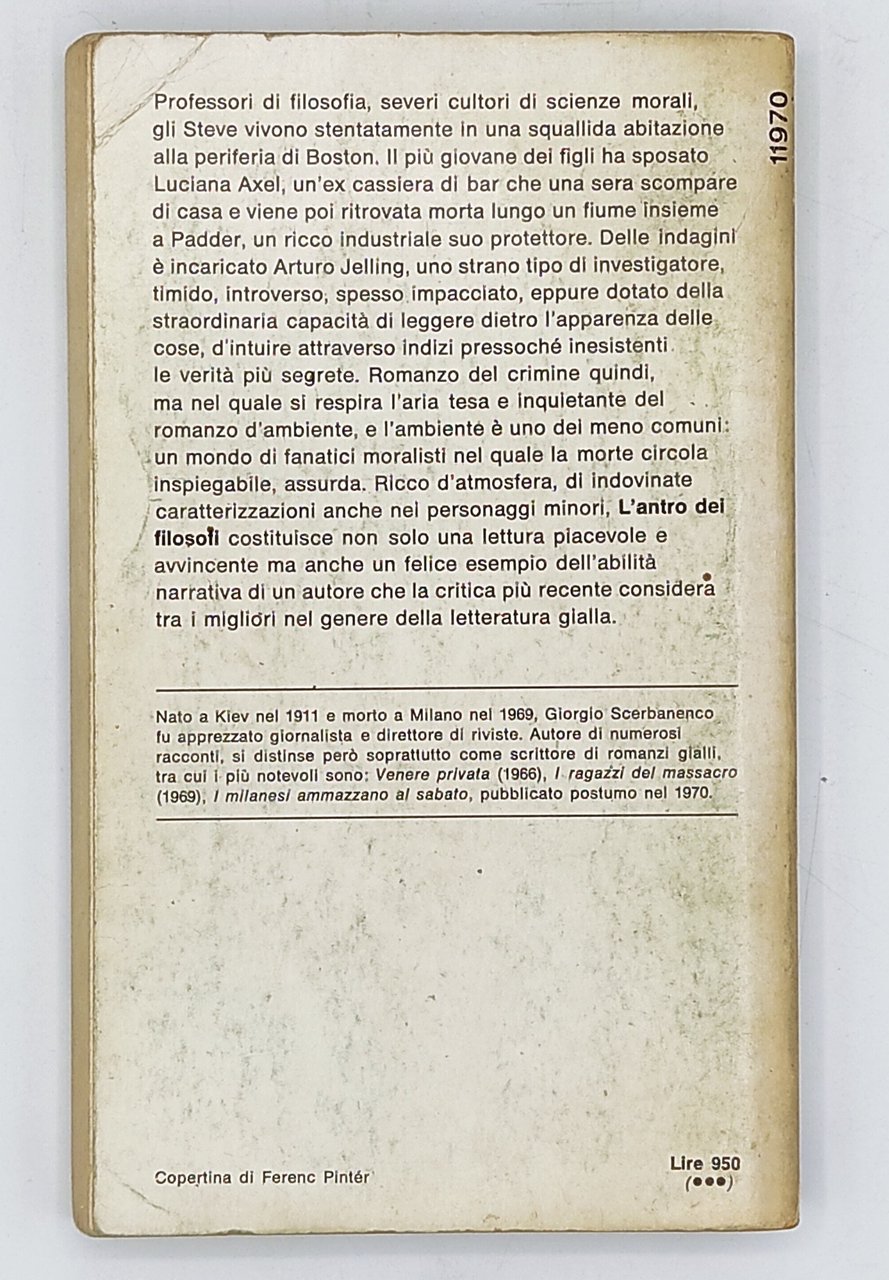 Professori di filosofia, severi cultori di scienze morali,
gli Steve vivono stentatamente in una squallida abitazione
alla periferia di Boston. Il più giovane dei figli ha sposato
Luciana Axel, un'ex cassiera di bar che una sera scompare
di casa e viene poi ritrovata morta lungo un fiume insieme
a Padder, un ricco industriale suo protettore. Delle indagini
è incaricato Arturo Jelling, uno strano tipo di investigatore,
timido, introverso, spesso impacciato, eppure dotato della
straordinaria capacità di leggere dietro l'apparenza delle
cose, d'intuire attraverso indizi pressoché inesistenti
le verità più segrete. Romanzo del crimine quindi,
ma nel quale si respira l'aria tesa e inquietante del
romanzo d'ambiente, e l'ambiente è uno dei meno comuni:
un mondo di fanatici moralisti nel quale la morte circola
inspiegabile, assurda. Ricco d'atmosfera, di indovinate
caratterizzazioni anche nei personaggi minori, L'antro dei
filosofi costituisce non solo una lettura piacevole e
avvincente ma anche un felice esempio dell'abilità
narrativa di un autore che la critica più recente considera
tra i migliori nel genere della letteratura gialla.
Nato a Kiev nel 1911 e morto a Milano nel 1969, Giorgio Scerbanenco
fu apprezzato giornalista e direttore di riviste. Autore di numerosi
racconti, si distinse però soprattutto come scrittore di romanzi gialli,
tra cui i più notevoli sono: Venere privata (1966), I ragazzi del massacro
(1969), I milanesi ammazzano al sabato, pubblicato postumo nel 1970.
Copertina di Ferenc Pintér
Lire 950
(●●●)
11970